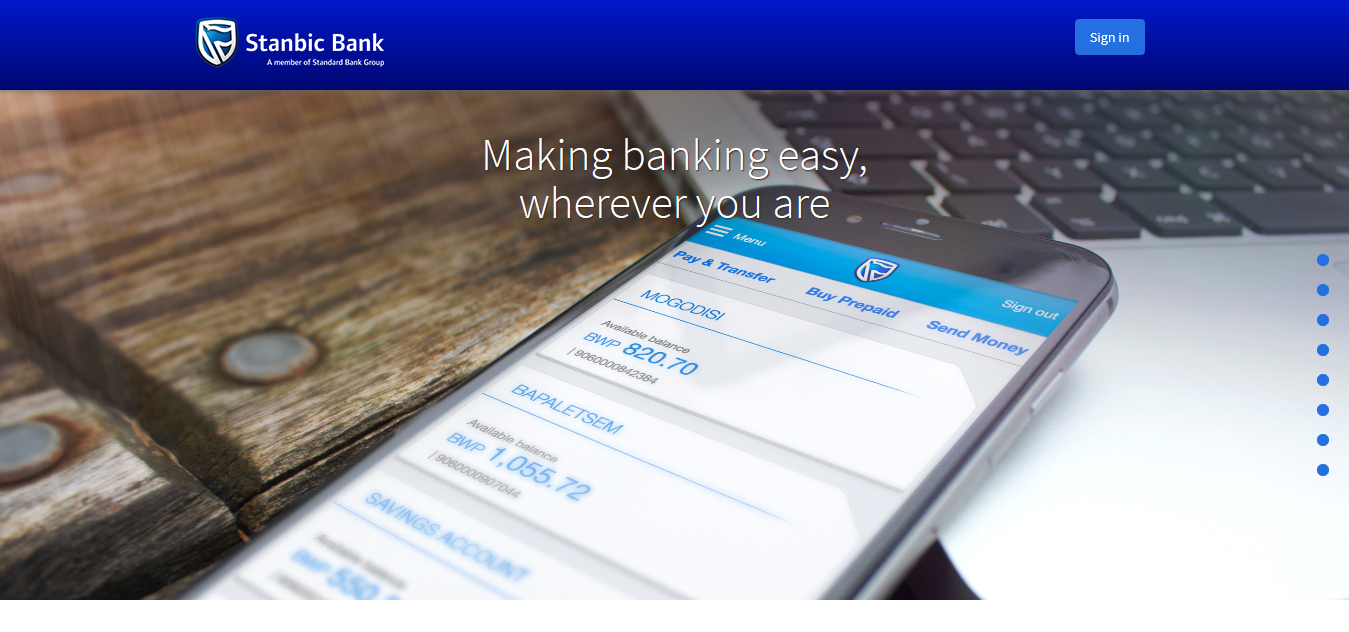 Stanbic Bank
A member of Standard Bank Group
Sign in
Making banking easy,
wherever you are
Menu
Sign out
Pay & Transfer
Buy Prepaid
Send Money
MOGODISI
Available balance
BWP 820.70
| 9060000842384
BAPALETSEM
Available balance
BWP 1,055.72
| 9060000907044
SAVINGS ACCOUNT
Available balance
BWP